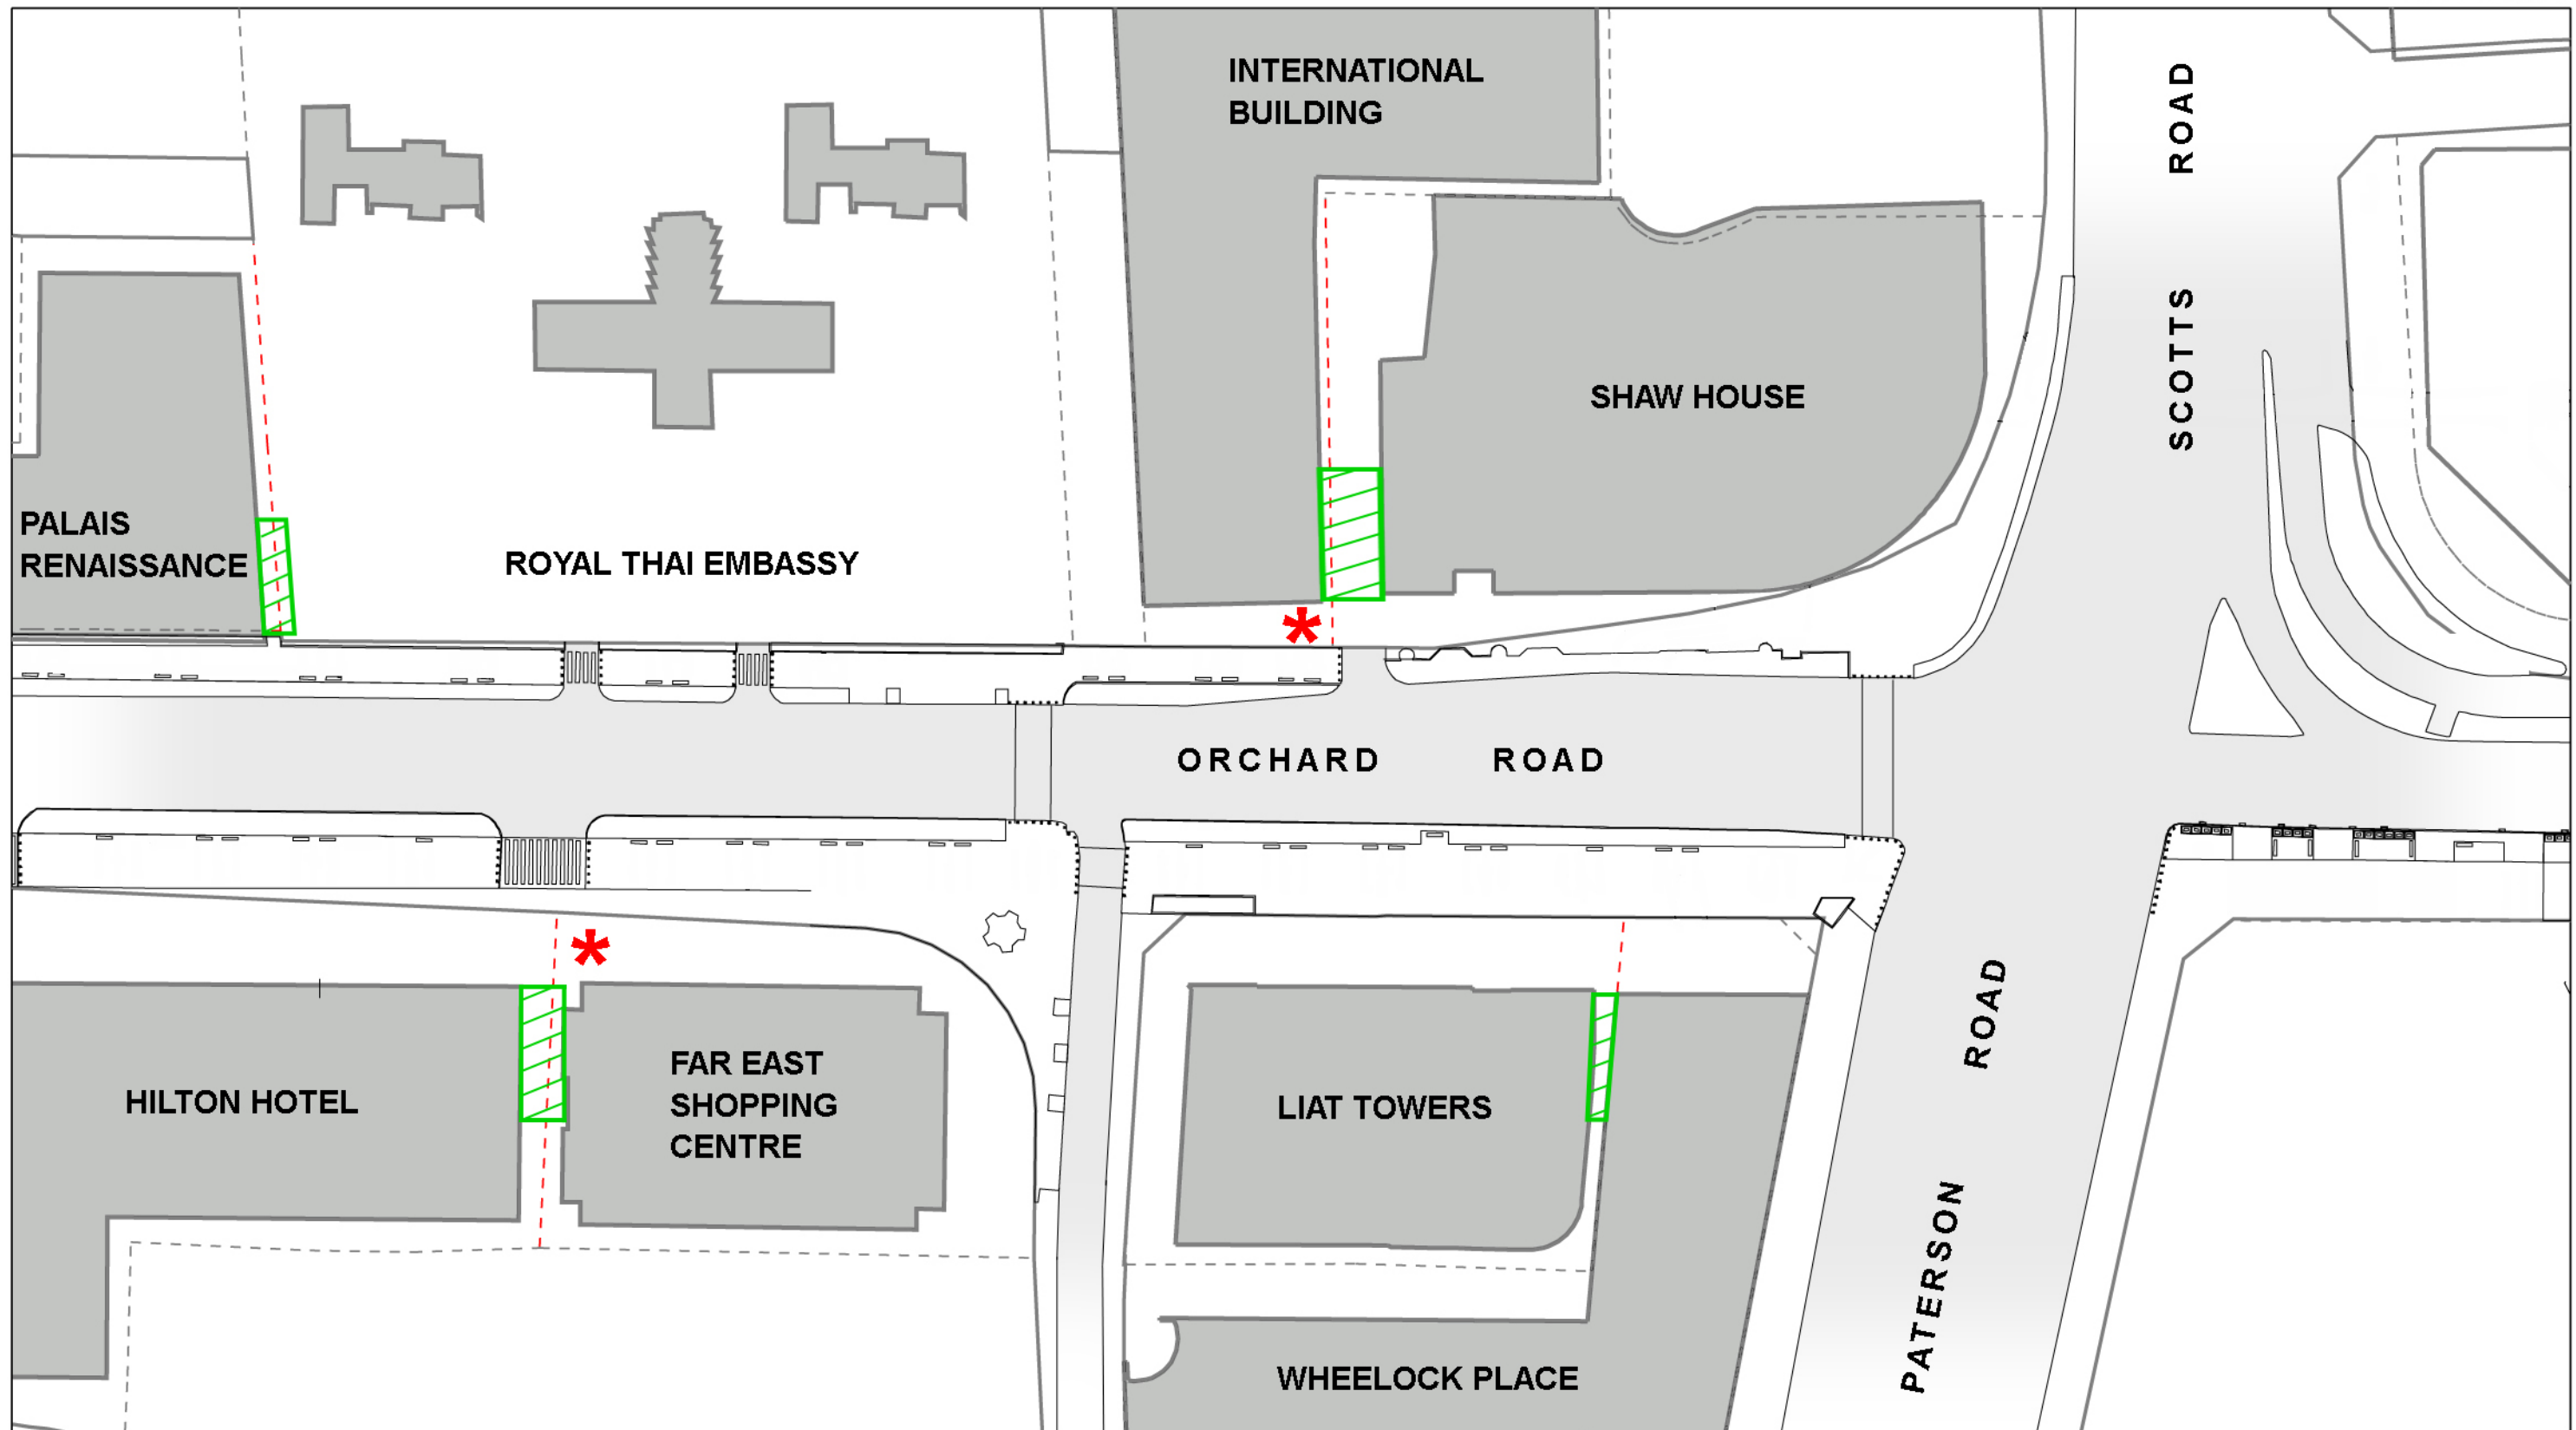 INTERNATIONAL
BUILDING
SCOTTS ROAD
SHAW HOUSE
PALAIS
RENAISSANCE
ROYAL THAI EMBASSY
*
ORCHARD ROAD
*
HILTON HOTEL
FAR EAST
SHOPPING
CENTRE
LIAT TOWERS
PATERSON ROAD
WHEELOCK PLACE